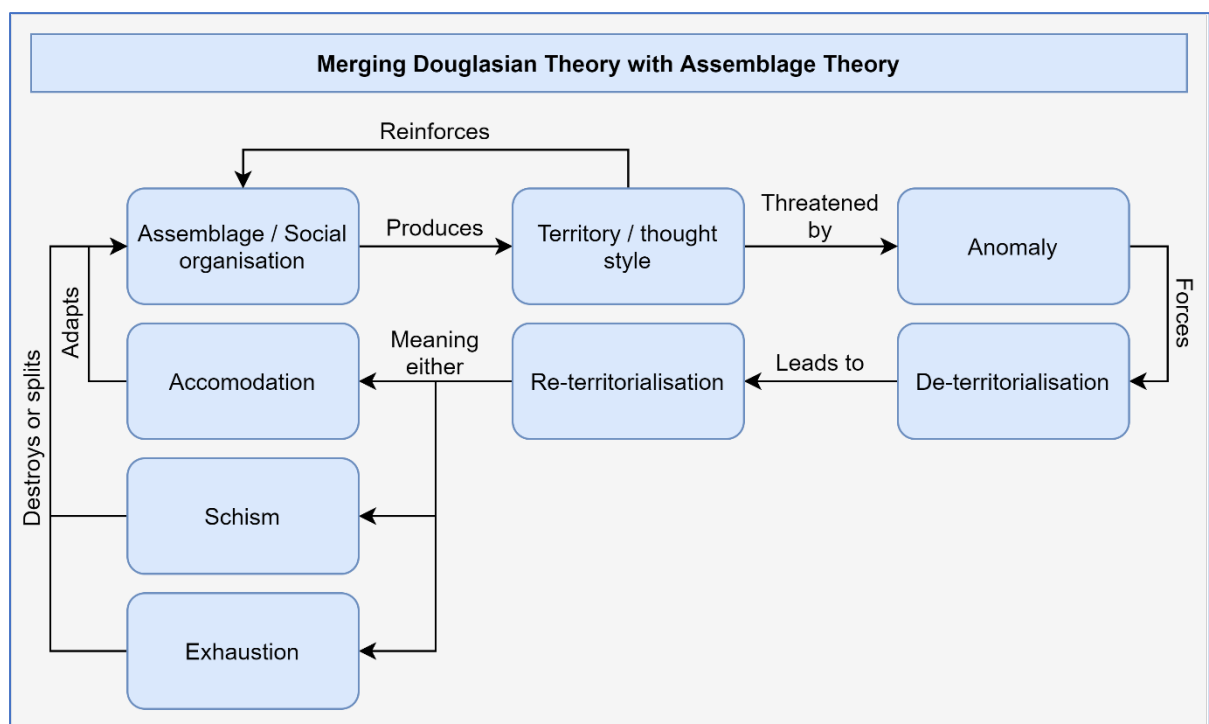 Merging Douglasian Theory with Assemblage Theory
Reinforces
Assemblage / Social
organisation
Produces
Territory / thought
style
Threatened
by
Anomaly
Forces
De-territorialisation
Leads to
Re-territorialisation
Meaning
either
Accomodation
Adapts
Schism
Exhaustion
Destroys or splits